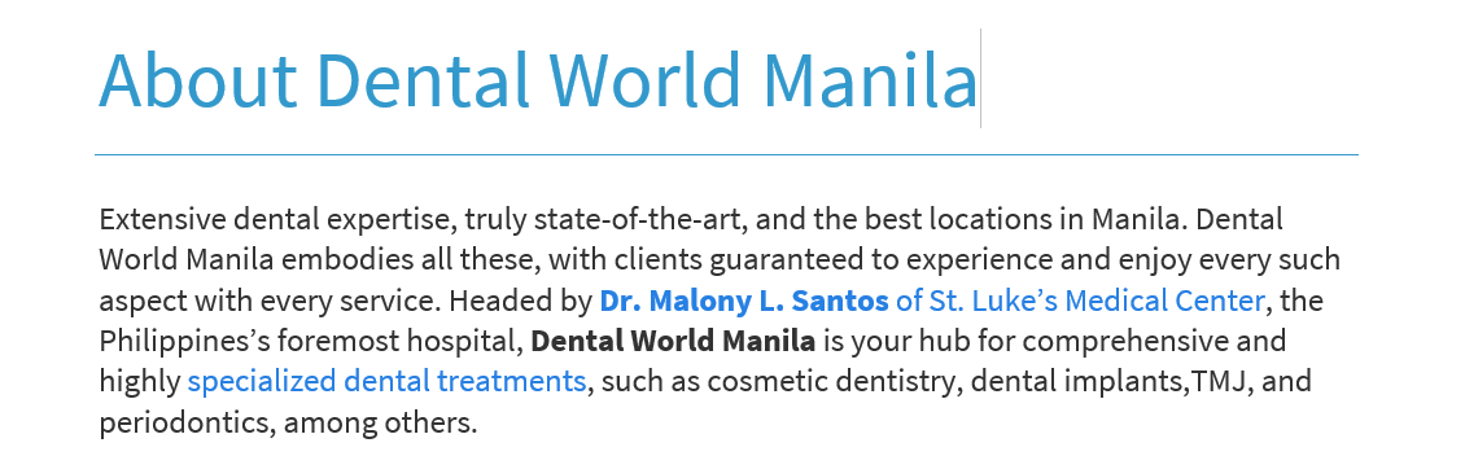 About Dental World Manila
Extensive dental expertise, truly state-of-the-art, and the best locations in Manila. Dental
World Manila embodies all these, with clients guaranteed to experience and enjoy every such
aspect with every service. Headed by Dr. Malony L. Santos of St. Luke’s Medical Center, the
Philippines’s foremost hospital, Dental World Manila is your hub for comprehensive and
highly specialized dental treatments, such as cosmetic dentistry, dental implants,TMJ, and
periodontics, among others.